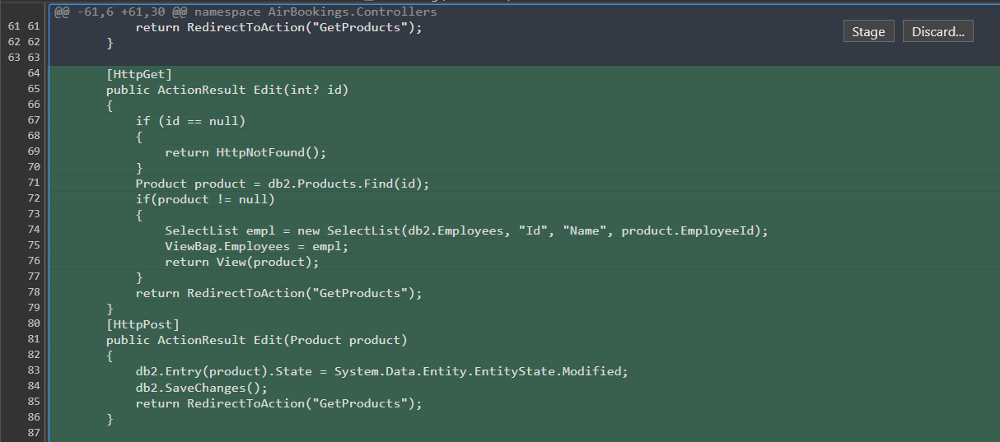 @@ -61,6 +61,30 @@ namespace AirBookings.Controllers
61 61 return RedirectToAction("GetProducts");
62 62 }
63 63
64 [HttpGet]
65 public ActionResult Edit(int? id)
66 {
67 if (id == null)
68 {
69 return HttpNotFound();
70 }
71 Product product = db2.Products.Find(id);
72 if(product != null)
73 {
74 SelectList empl = new SelectList(db2.Employees, "Id", "Name", product.EmployeeId);
75 ViewBag.Employees = empl;
76 return View(product);
77 }
78 return RedirectToAction("GetProducts");
79 }
80 [HttpPost]
81 public ActionResult Edit(Product product)
82 {
83 db2.Entry(product).State = System.Data.Entity.EntityState.Modified;
84 db2.SaveChanges();
85 return RedirectToAction("GetProducts");
86 }
87
Stage
Discard...